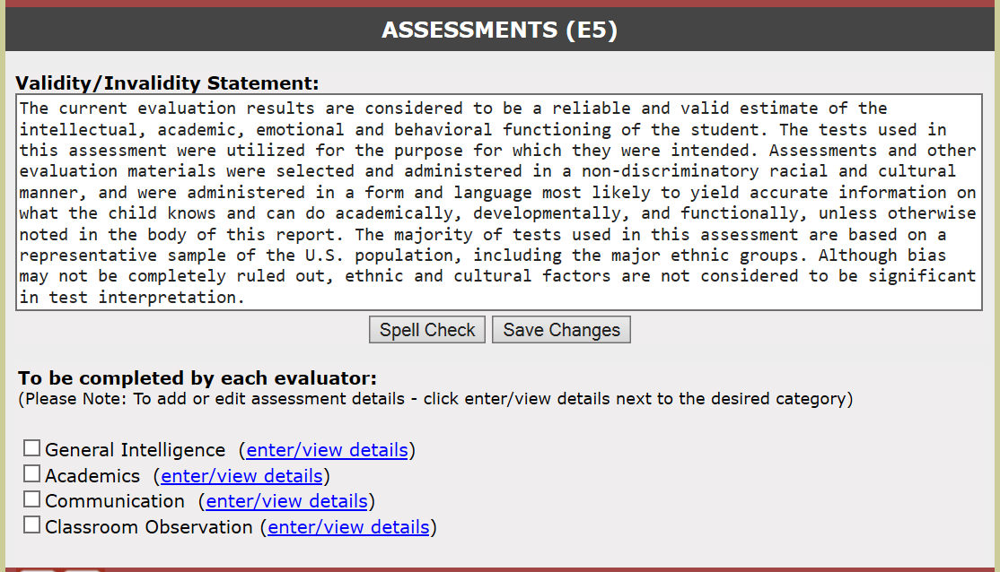 ASSESSMENTS (E5)
Validity/Invalidity Statement:
The current evaluation results are considered to be a reliable and valid estimate of the
intellectual, academic, emotional and behavioral functioning of the student. The tests used in
this assessment were utilized for the purpose for which they were intended. Assessments and other
evaluation materials were selected and administered in a non-discriminatory racial and cultural
manner, and were administered in a form and language most likely to yield accurate information on
what the child knows and can do academically, developmentally, and functionally, unless otherwise
noted in the body of this report. The majority of tests used in this assessment are based on a
representative sample of the U.S. population, including the major ethnic groups. Although bias
may not be completely ruled out, ethnic and cultural factors are not considered to be significant
in test interpretation.
Spell Check Save Changes
To be completed by each evaluator:
(Please Note: To add or edit assessment details - click enter/view details next to the desired category)
General Intelligence (enter/view details)
Academics (enter/view details)
Communication (enter/view details)
Classroom Observation (enter/view details)